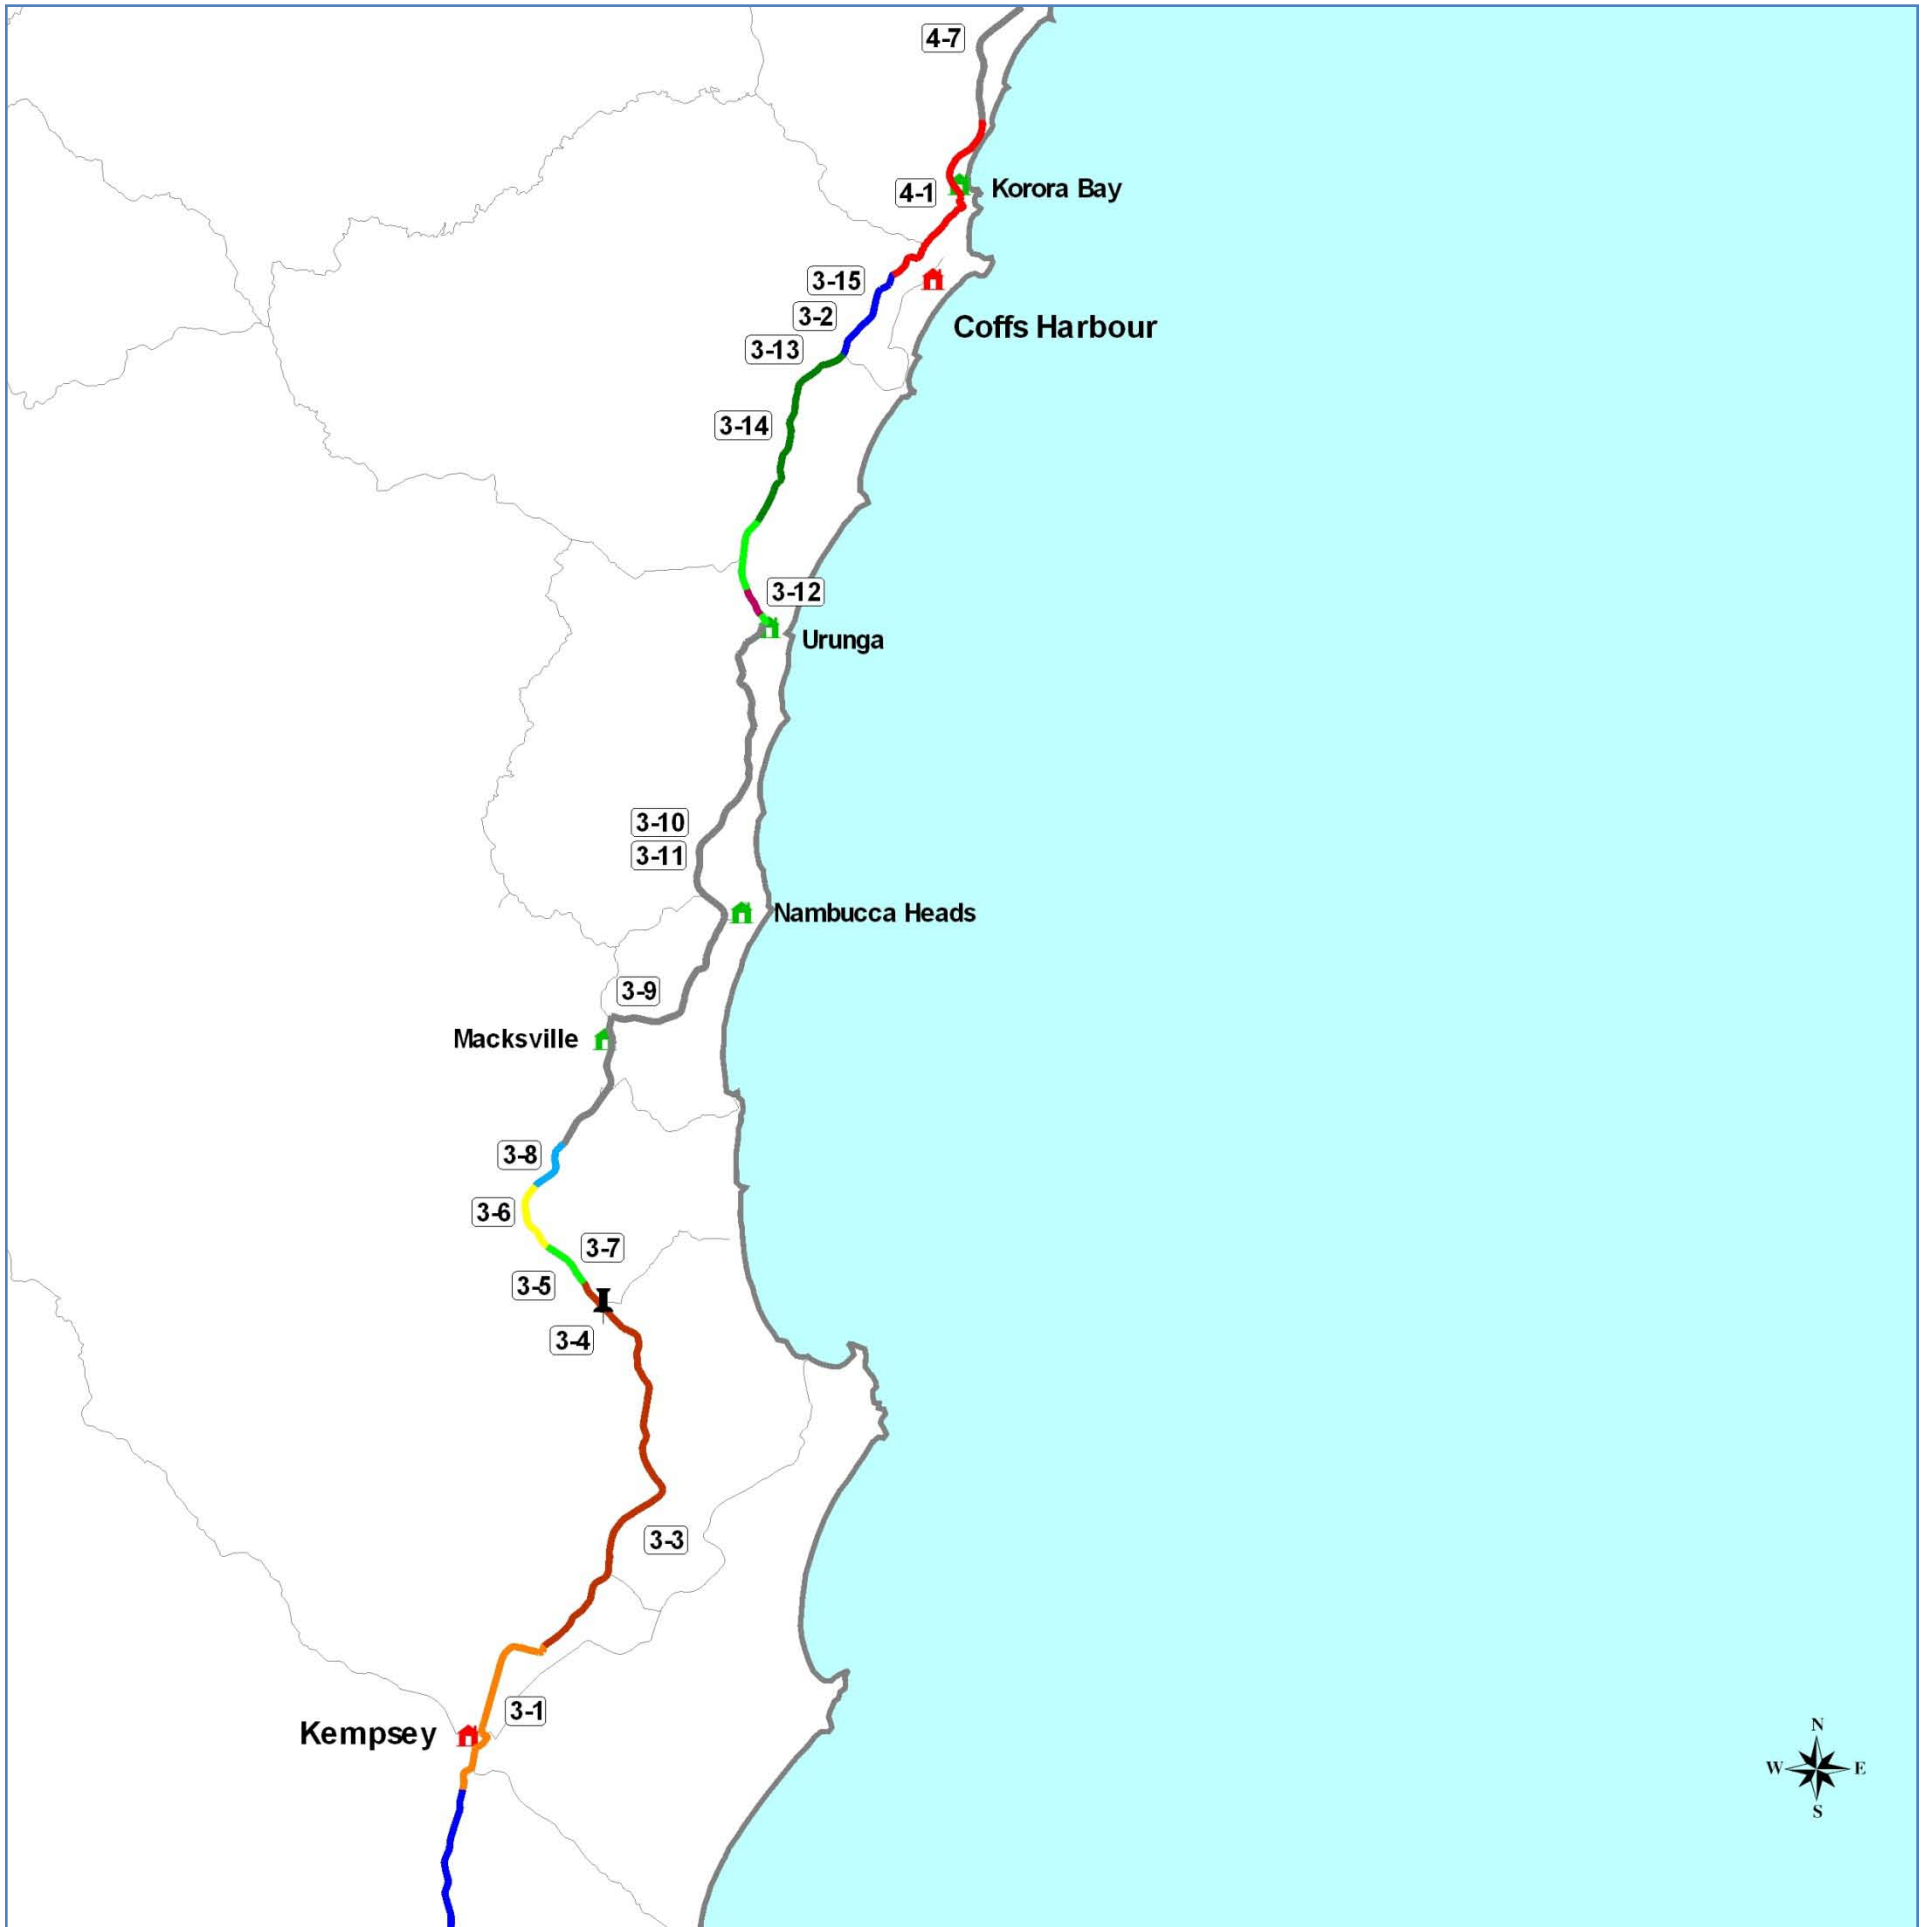 4-7
4-1
Korora Bay
3-15
3-2
Coffs Harbour
3-13
3-14
3-12
Urunga
3-10
3-11
Nambucca Heads
3-9
Macksville
3-8
3-6
3-7
3-5
3-4
3-3
3-1
Kempsey
N
W E
S